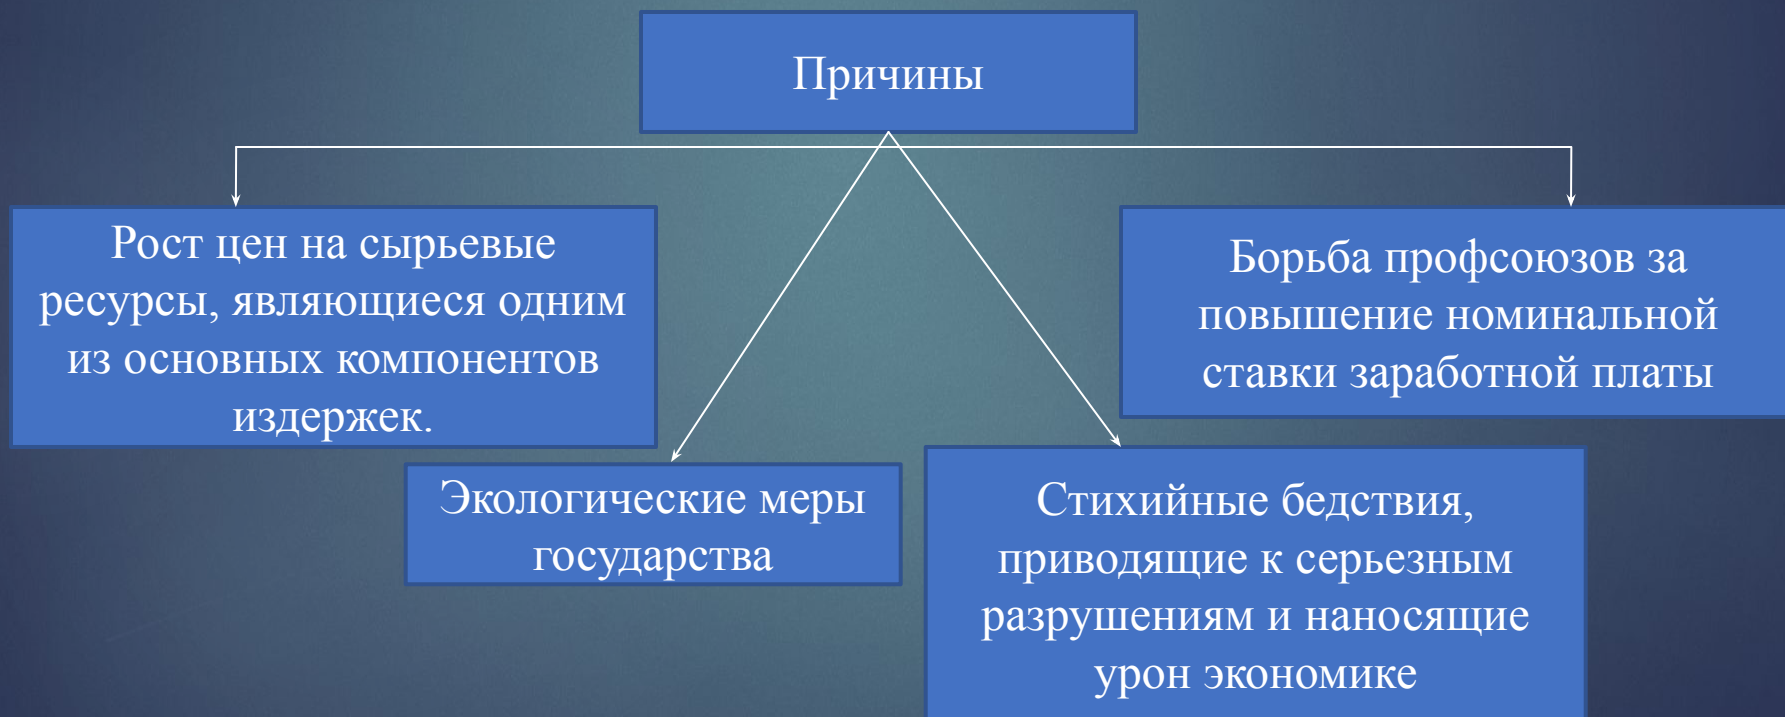 Причины
Рост цен на сырьевые
ресурсы, являющиеся одним
из основных компонентов
издержек.
Борьба профсоюзов за
повышение номинальной
ставки заработной платы
Экологические меры
государства
Стихийные бедствия,
приводящие к серьезным
разрушениям и наносящие
урон экономике